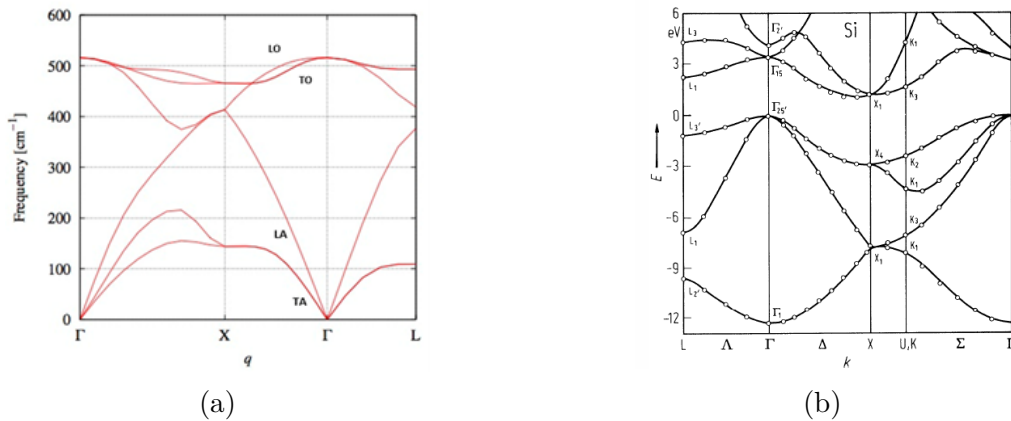 600
500
400
300
200
100
0
Frequency [cm⁻¹]
LO
TO
LA
TA
Γ
X
Γ
L
q
(a)
6
eV
3
0
-3
-6
-9
-12
E
Si
L₃
L₁
L₃'
L₁
L₂'
Γ₂'
Γ₁₅
Γ₂₅'
Γ₁
X₁
X₄
X₁
K₁
K₃
K₂
K₁
K₃
K₁
L
Λ
Γ
Δ
X
U,K
Σ
k
(b)